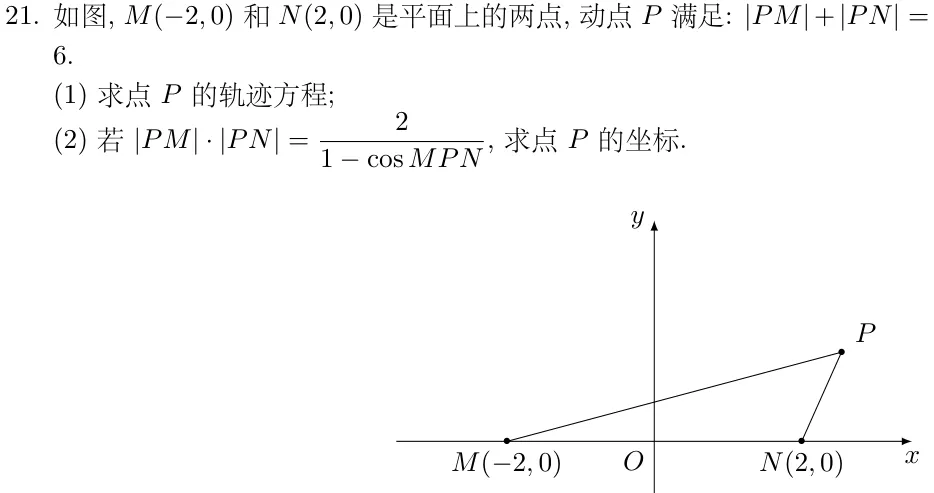 21. 如图, M(−2, 0) 和 N(2, 0) 是平面上的两点, 动点 P 满足: |PM|+|PN| =
6.
(1) 求点 P 的轨迹方程;
(2) 若 |PM| · |PN| = \frac{2}{1 − cos MPN}, 求点 P 的坐标.
y
P
M(−2, 0) O N(2, 0) x